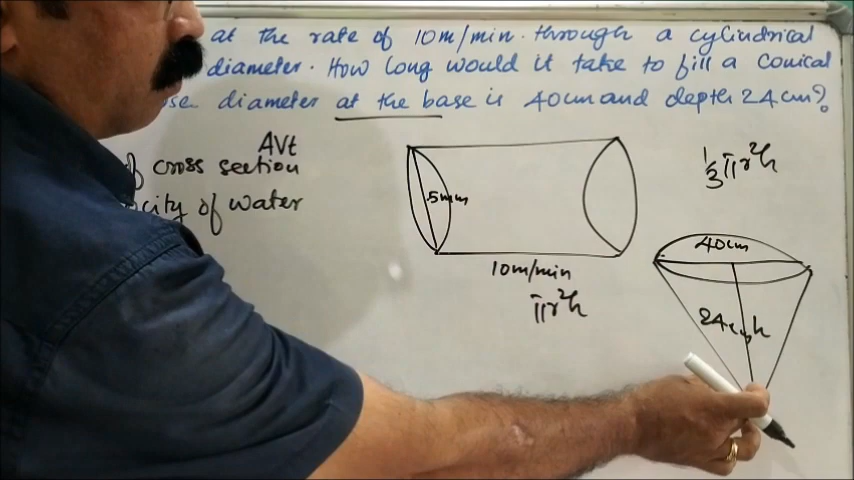 at the rate of 10m/min. through a cylindrical
diameter. How long would it take to fill a conical
diameter at the base is 40cm and depth 24cm?
AVt
of cross section
city of water
5mm
10m/min
πr²h
⅓πr²h
40cm
24cm h